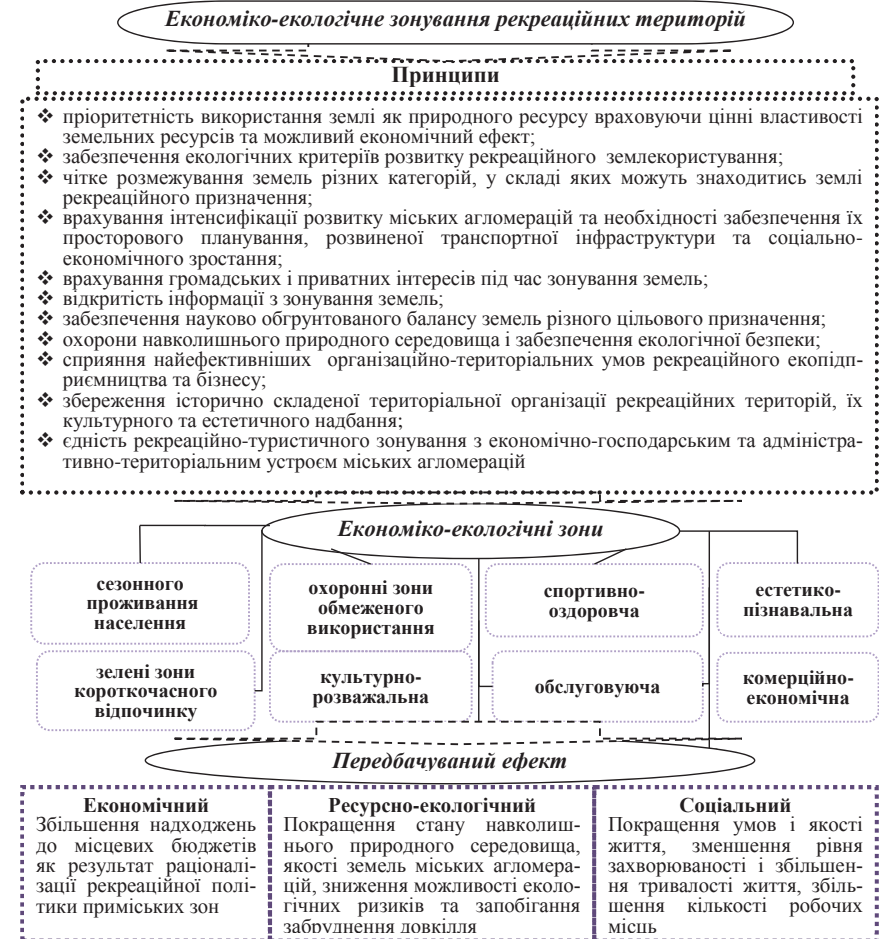 Економіко-екологічне зонування рекреаційних територій
Принципи
❖ пріоритетність використання землі як природного ресурсу враховуючи цінні властивості
земельних ресурсів та можливий економічний ефект;
❖ забезпечення екологічних критеріїв розвитку рекреаційного землекористування;
❖ чітке розмежування земель різних категорій, у складі яких можуть знаходитись землі
рекреаційного призначення;
❖ врахування інтенсифікації розвитку міських агломерацій та необхідності забезпечення їх
просторового планування, розвиненої транспортної інфраструктури та соціально-
економічного зростання;
❖ врахування громадських і приватних інтересів під час зонування земель;
❖ відкритість інформації з зонування земель;
❖ забезпечення науково обгрунтованого балансу земель різного цільового призначення;
❖ охорони навколишнього природного середовища і забезпечення екологічної безпеки;
❖ сприяння найефективніших організаційно-територіальних умов рекреаційного екопідп-
риємництва та бізнесу;
❖ збереження історично складеної територіальної організації рекреаційних територій, їх
культурного та естетичного надбання;
❖ єдність рекреаційно-туристичного зонування з економічно-господарським та адміністра-
тивно-територіальним устроєм міських агломерацій
Економіко-екологічні зони
сезонного
проживання
населення
охоронні зони
обмеженого
використання
спортивно-
оздоровча
естетико-
пізнавальна
зелені зони
короткочасного
відпочинку
культурно-
розважальна
обслуговуюча
комерційно-
економічна
Передбачуваний ефект
Економічний
Збільшення надходжень
до місцевих бюджетів
як результат раціоналі-
зації рекреаційної полі-
тики приміських зон
Ресурсно-екологічний
Покращення стану навколиш-
нього природного середовища,
якості земель міських агломера-
цій, зниження можливості еколо-
гічних ризиків та запобігання
забруднення довкілля
Соціальний
Покращення умов і якості
життя, зменшення рівня
захворюваності і збільшен-
ня тривалості життя, збіль-
шення кількості робочих
місць